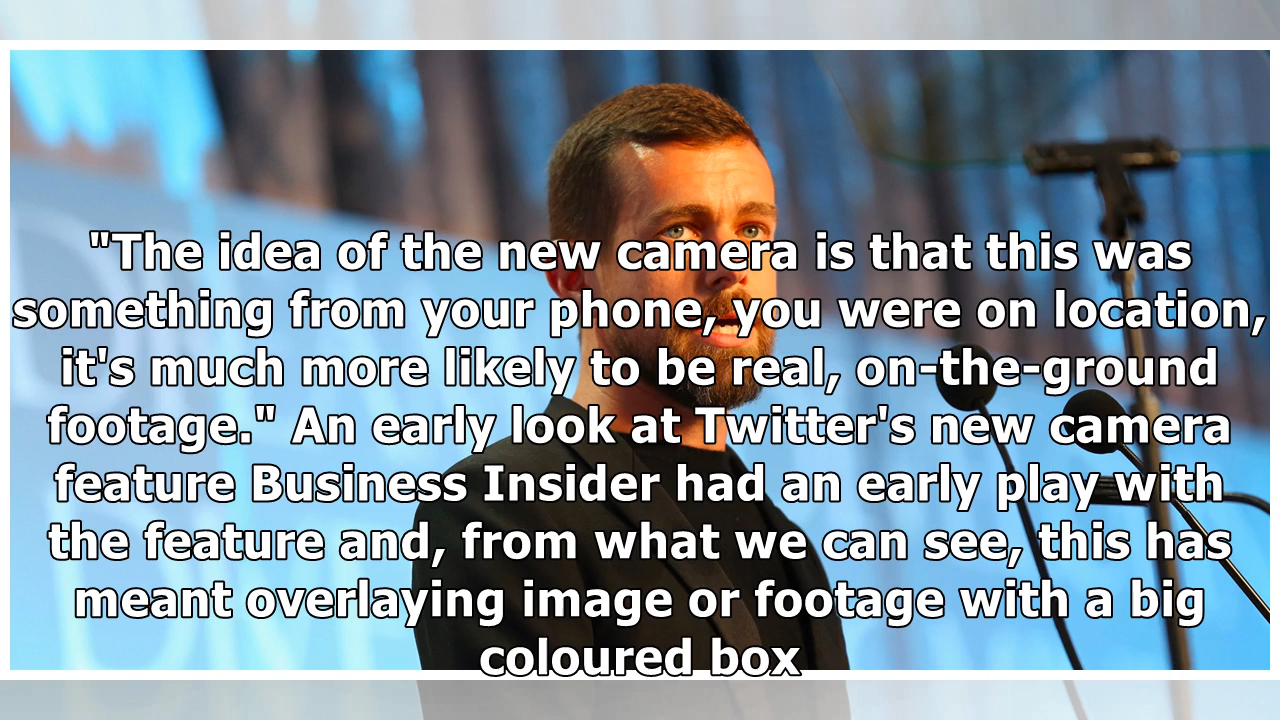 "The idea of the new camera is that this was
something from your phone, you were on location,
it's much more likely to be real, on-the-ground
footage." An early look at Twitter's new camera
feature Business Insider had an early play with
the feature and, from what we can see, this has
meant overlaying image or footage with a big
coloured box